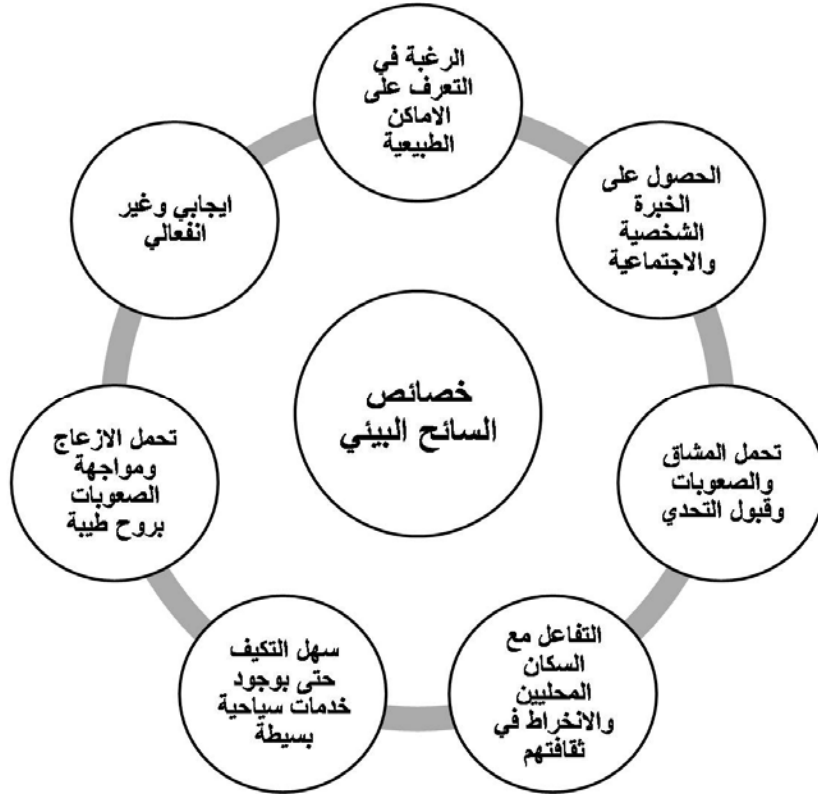 الرغبة في
التعرف على
الاماكن
الطبيعية
الحصول على
الخبرة
الشخصية
والاجتماعية
تحمل المشاق
والصعوبات
وقبول التحدي
التفاعل مع
السكان
المحليين
والانخراط في
ثقافتهم
سهل التكيف
حتى بوجود
خدمات سياحية
بسيطة
تحمل الازعاج
ومواجهة
الصعوبات
بروح طيبة
ايجابي وغير
انفعالي
خصائص
السائح البيئي